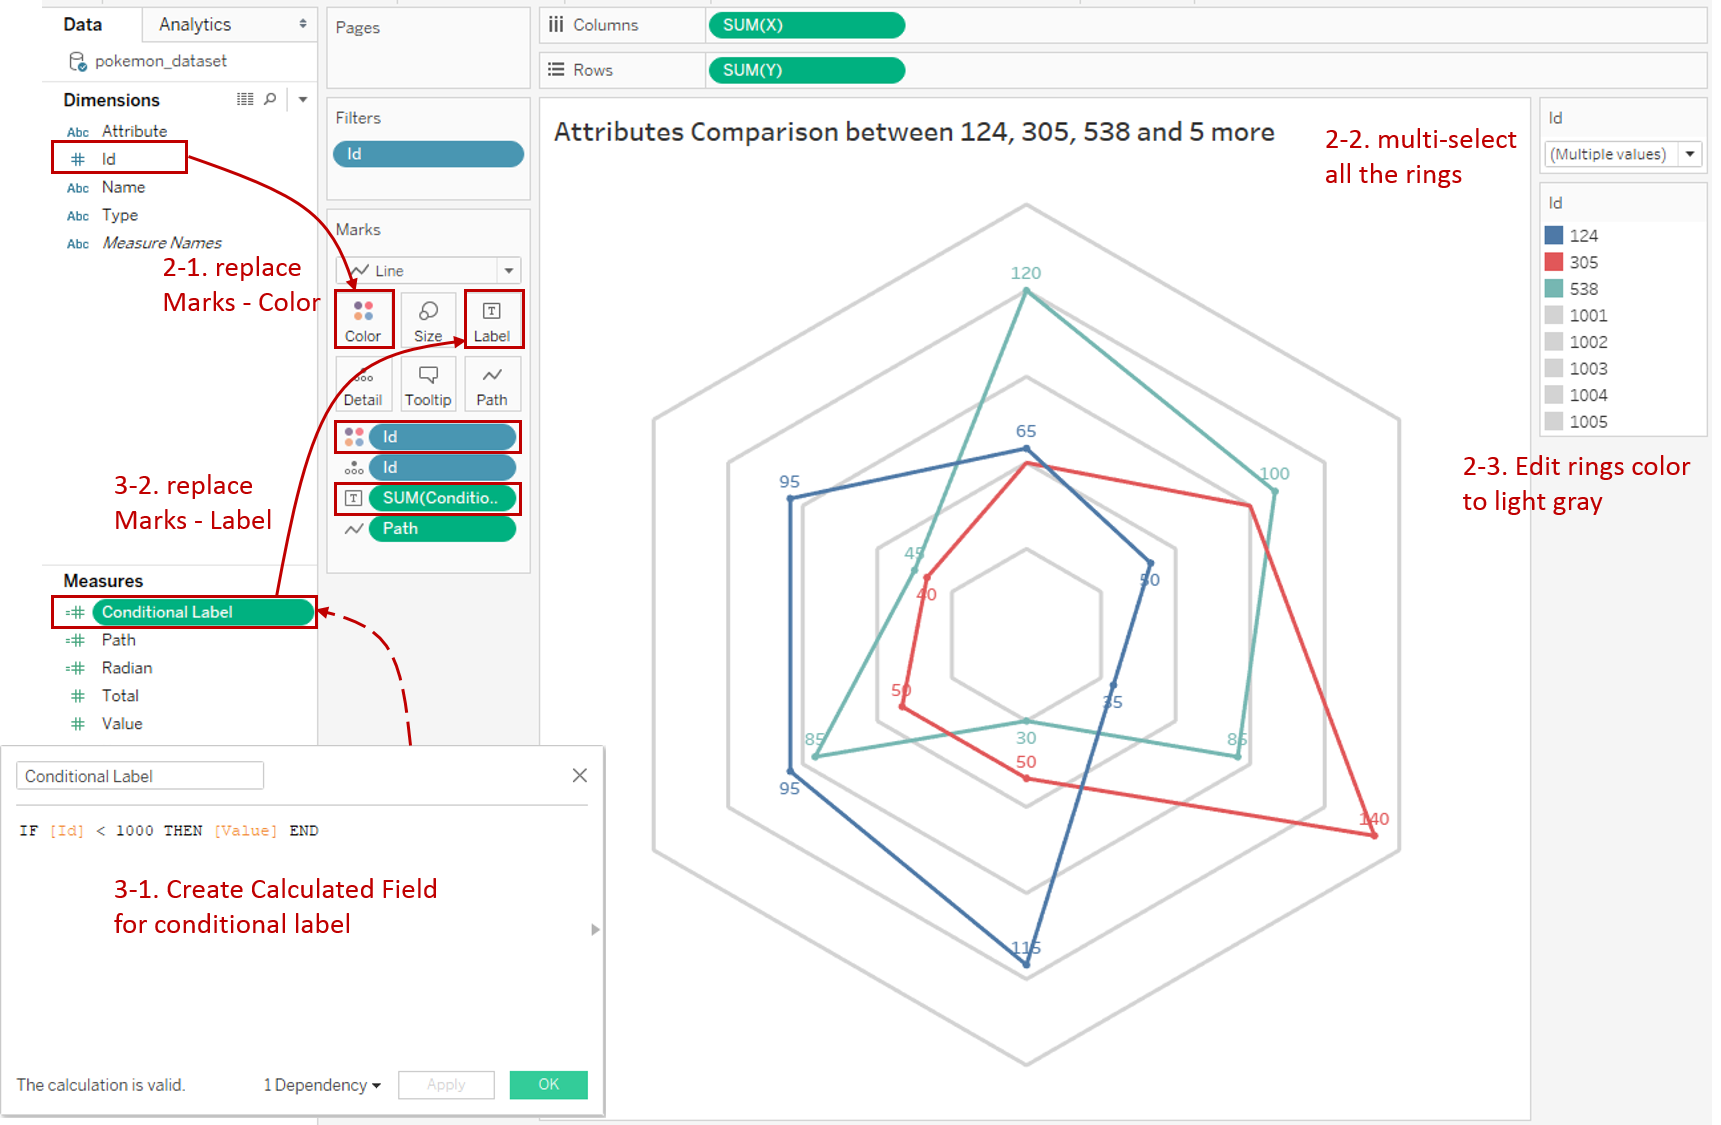 Data
Analytics
pokemon_dataset
Dimensions
Abc Attribute
# Id
Abc Name
Abc Type
Abc Measure Names
2-1. replace
Marks - Color
3-2. replace
Marks - Label
Measures
=# Conditional Label
=# Path
=# Radian
# Total
# Value
Pages
Filters
Id
Marks
Line
Color
Size
T
Label
Detail
Tooltip
Path
Id
Id
T SUM(Conditio..
Path
Columns
SUM(X)
Rows
SUM(Y)
Attributes Comparison between 124, 305, 538 and 5 more
2-2. multi-select
all the rings
120
65
95
100
45
50
40
50
35
85
30
85
50
95
140
115
Id
(Multiple values)
Id
124
305
538
1001
1002
1003
1004
1005
2-3. Edit rings color
to light gray
Conditional Label
IF [Id] < 1000 THEN [Value] END
3-1. Create Calculated Field
for conditional label
The calculation is valid.
1 Dependency
Apply
OK